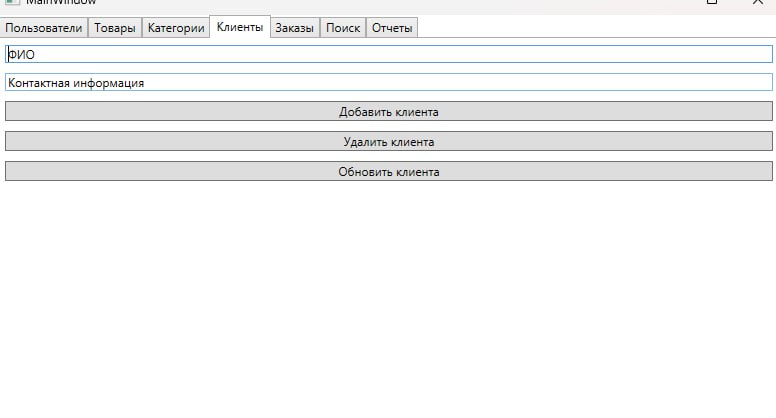 MainWindow
Пользователи Товары Категории Клиенты Заказы Поиск Отчеты
ФИО
Контактная информация
Добавить клиента
Удалить клиента
Обновить клиента